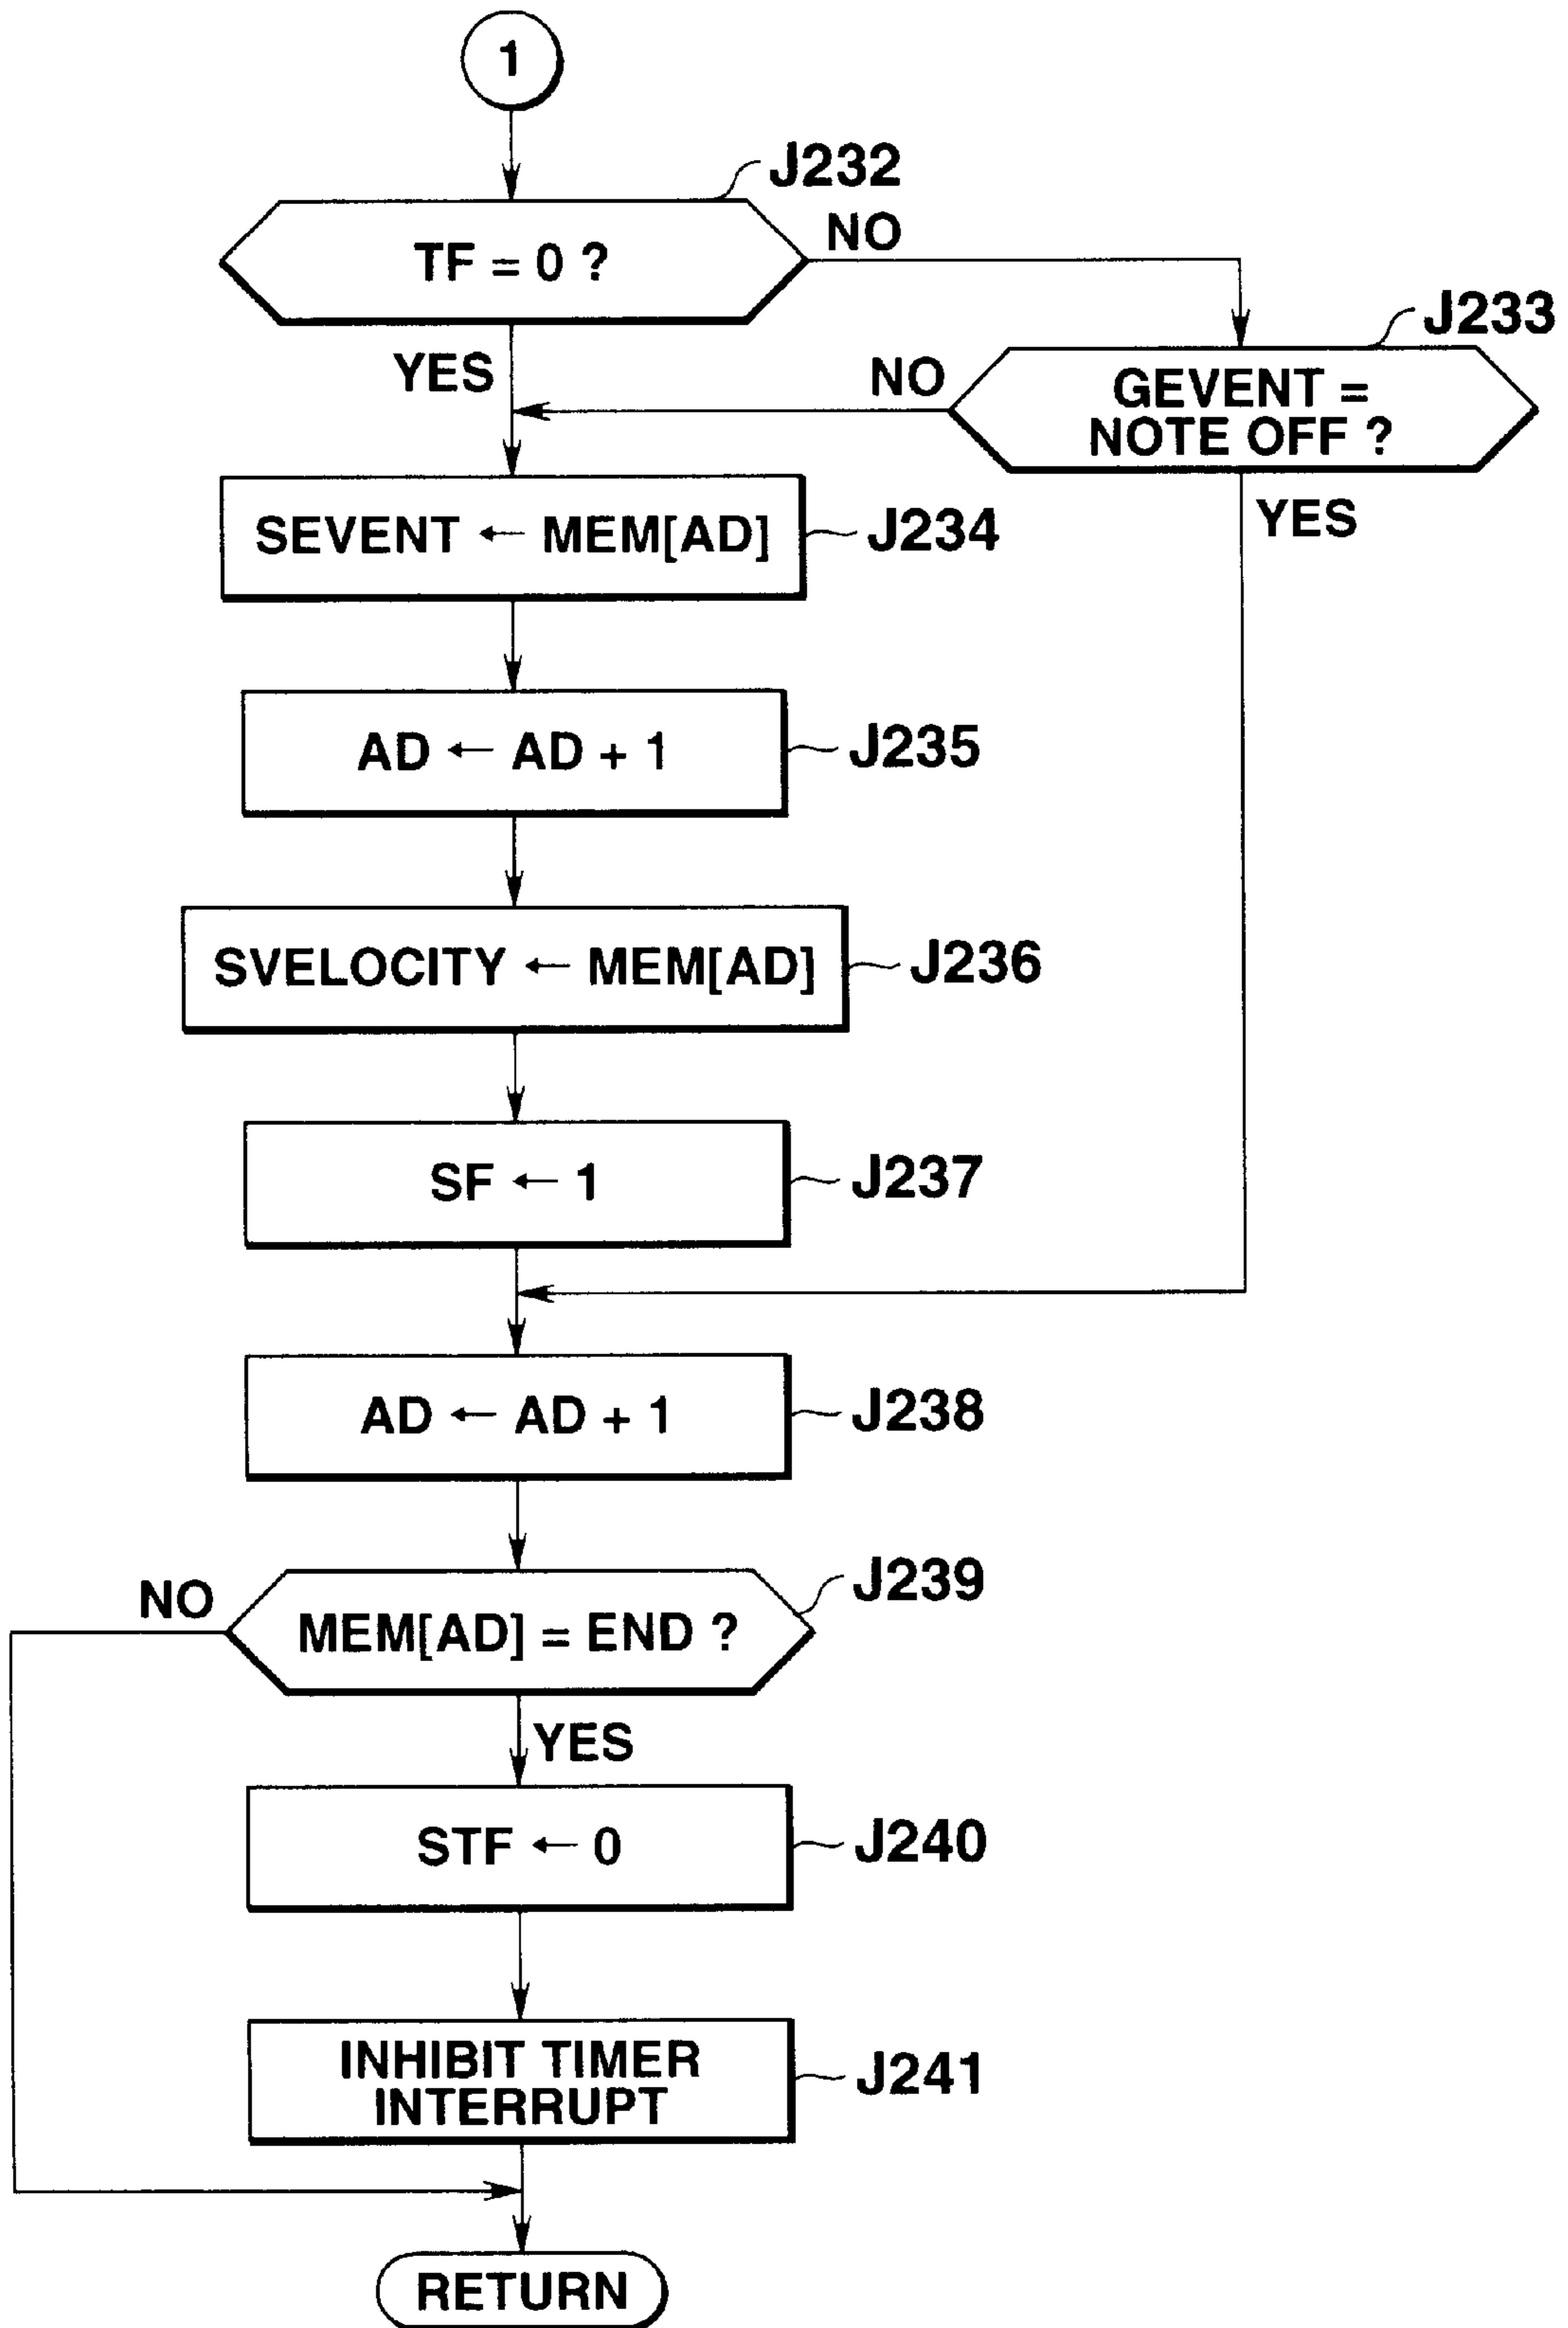 1
J232
TF = 0 ?
NO
J233
YES
NO
GEVENT =
NOTE OFF ?
YES
SEVENT ← MEM[AD]
J234
AD ← AD + 1
J235
SVELOCITY ← MEM[AD]
J236
SF ← 1
J237
AD ← AD + 1
J238
J239
NO
MEM[AD] = END ?
YES
STF ← 0
J240
INHIBIT TIMER
INTERRUPT
J241
RETURN